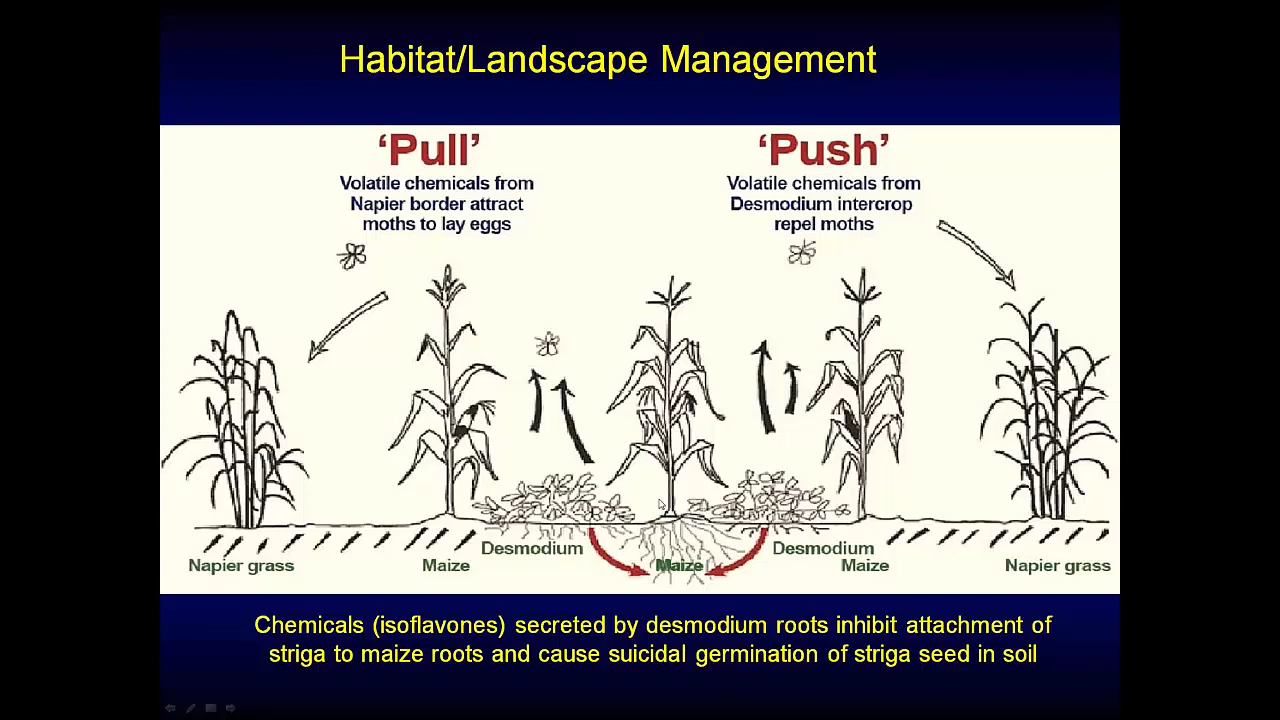 Habitat/Landscape Management
‘Pull’
Volatile chemicals from
Napier border attract
moths to lay eggs
‘Push’
Volatile chemicals from
Desmodium intercrop
repel moths
Desmodium
Desmodium
Napier grass
Maize
Maize
Maize
Napier grass
Chemicals (isoflavones) secreted by desmodium roots inhibit attachment of
striga to maize roots and cause suicidal germination of striga seed in soil